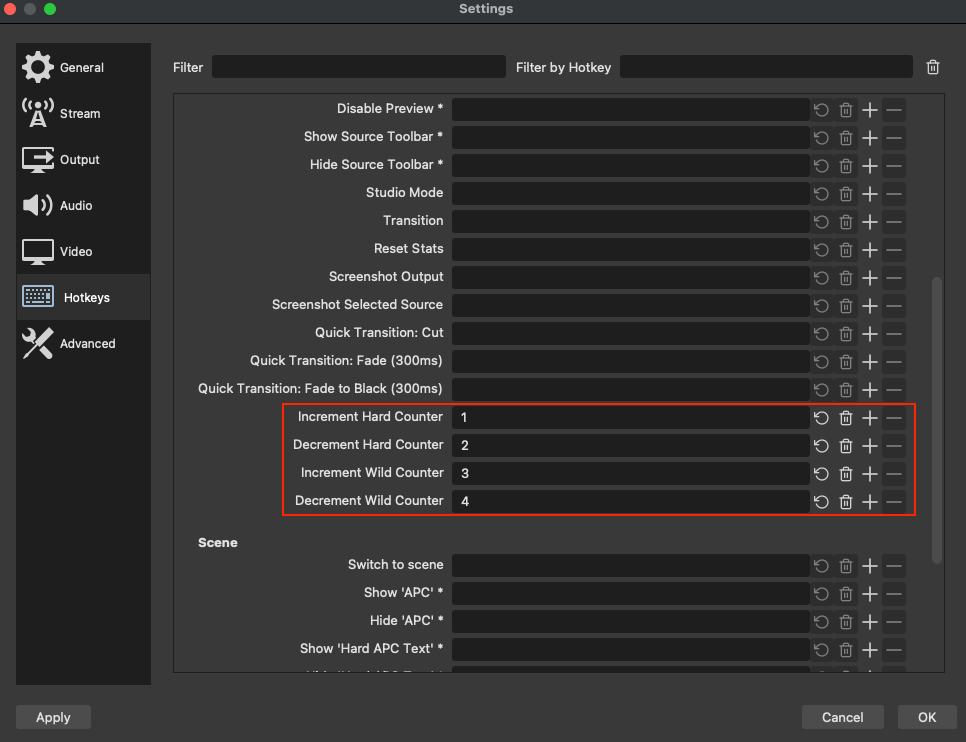 Settings
General
Stream
Output
Audio
Video
Hotkeys
Advanced
Filter
Filter by Hotkey
Disable Preview *
Show Source Toolbar *
Hide Source Toolbar *
Studio Mode
Transition
Reset Stats
Screenshot Output
Screenshot Selected Source
Quick Transition: Cut
Quick Transition: Fade (300ms)
Quick Transition: Fade to Black (300ms)
Increment Hard Counter 1
Decrement Hard Counter 2
Increment Wild Counter 3
Decrement Wild Counter 4
Scene
Switch to scene
Show 'APC' *
Hide 'APC' *
Show 'Hard APC Text' *
Apply
Cancel
OK